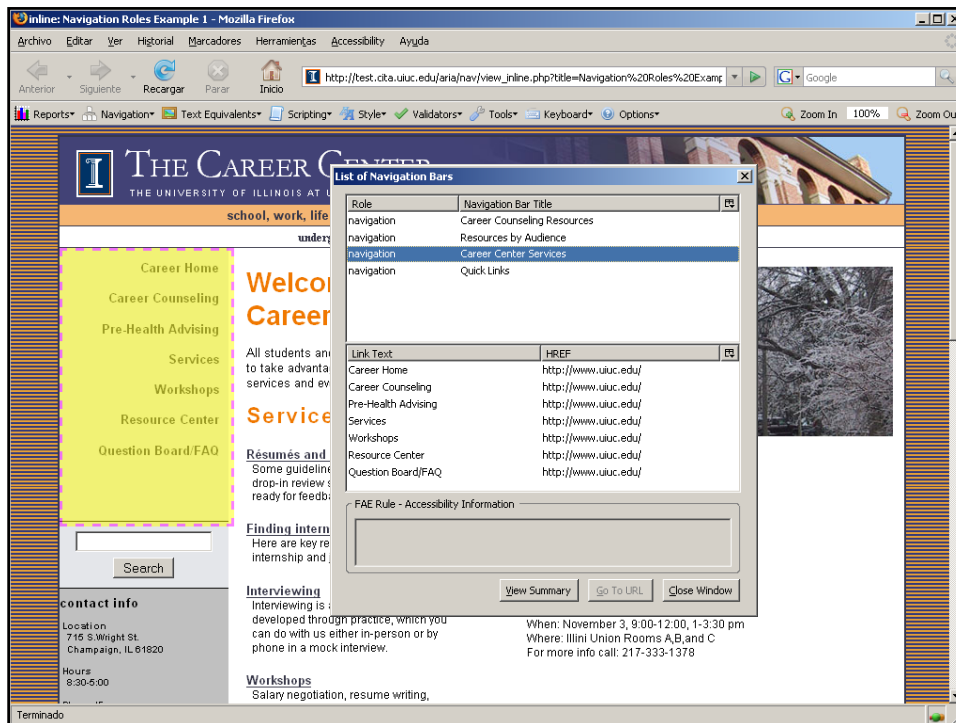 inline: Navigation Roles Example 1 - Mozilla Firefox
Archivo Editar Ver Historial Marcadores Herramientas Accessibility Ayuda
Anterior Siguiente Recargar Parar Inicio http://test.cita.uiuc.edu/aria/nav/view_inline.php?title=Navigation%20Roles%20Examp Google
Reports Navigation Text Equivalents Scripting Style Validators Tools Keyboard Options Zoom In 100% Zoom Ou
I THE CAREER CENTER
THE UNIVERSITY OF ILLINOIS AT U
school, work, life
underg
Career Home
Career Counseling
Pre-Health Advising
Services
Workshops
Resource Center
Question Board/FAQ
Search
contact info
Location
715 S.Wright St.
Champaign, IL 61820
Hours
8:30-5:00
Welco
Career
All students an
to take advanta
services and ev
Service
Résumés and
Some guideline
drop-in review s
ready for feedba
Finding intern
Here are key re
internship and j
Interviewing
Interviewing is a
developed through practice, which you
can do with us either in-person or by
phone in a mock interview.
Workshops
Salary negotiation, resume writing,
List of Navigation Bars
Role Navigation Bar Title
navigation Career Counseling Resources
navigation Resources by Audience
navigation Career Center Services
navigation Quick Links
Link Text HREF
Career Home http://www.uiuc.edu/
Career Counseling http://www.uiuc.edu/
Pre-Health Advising http://www.uiuc.edu/
Services http://www.uiuc.edu/
Workshops http://www.uiuc.edu/
Resource Center http://www.uiuc.edu/
Question Board/FAQ http://www.uiuc.edu/
FAE Rule - Accessibility Information
View Summary Go To URL Close Window
When: November 3, 9:00-12:00, 1-3:30 pm
Where: Illini Union Rooms A,B,and C
For more info call: 217-333-1378
Terminado